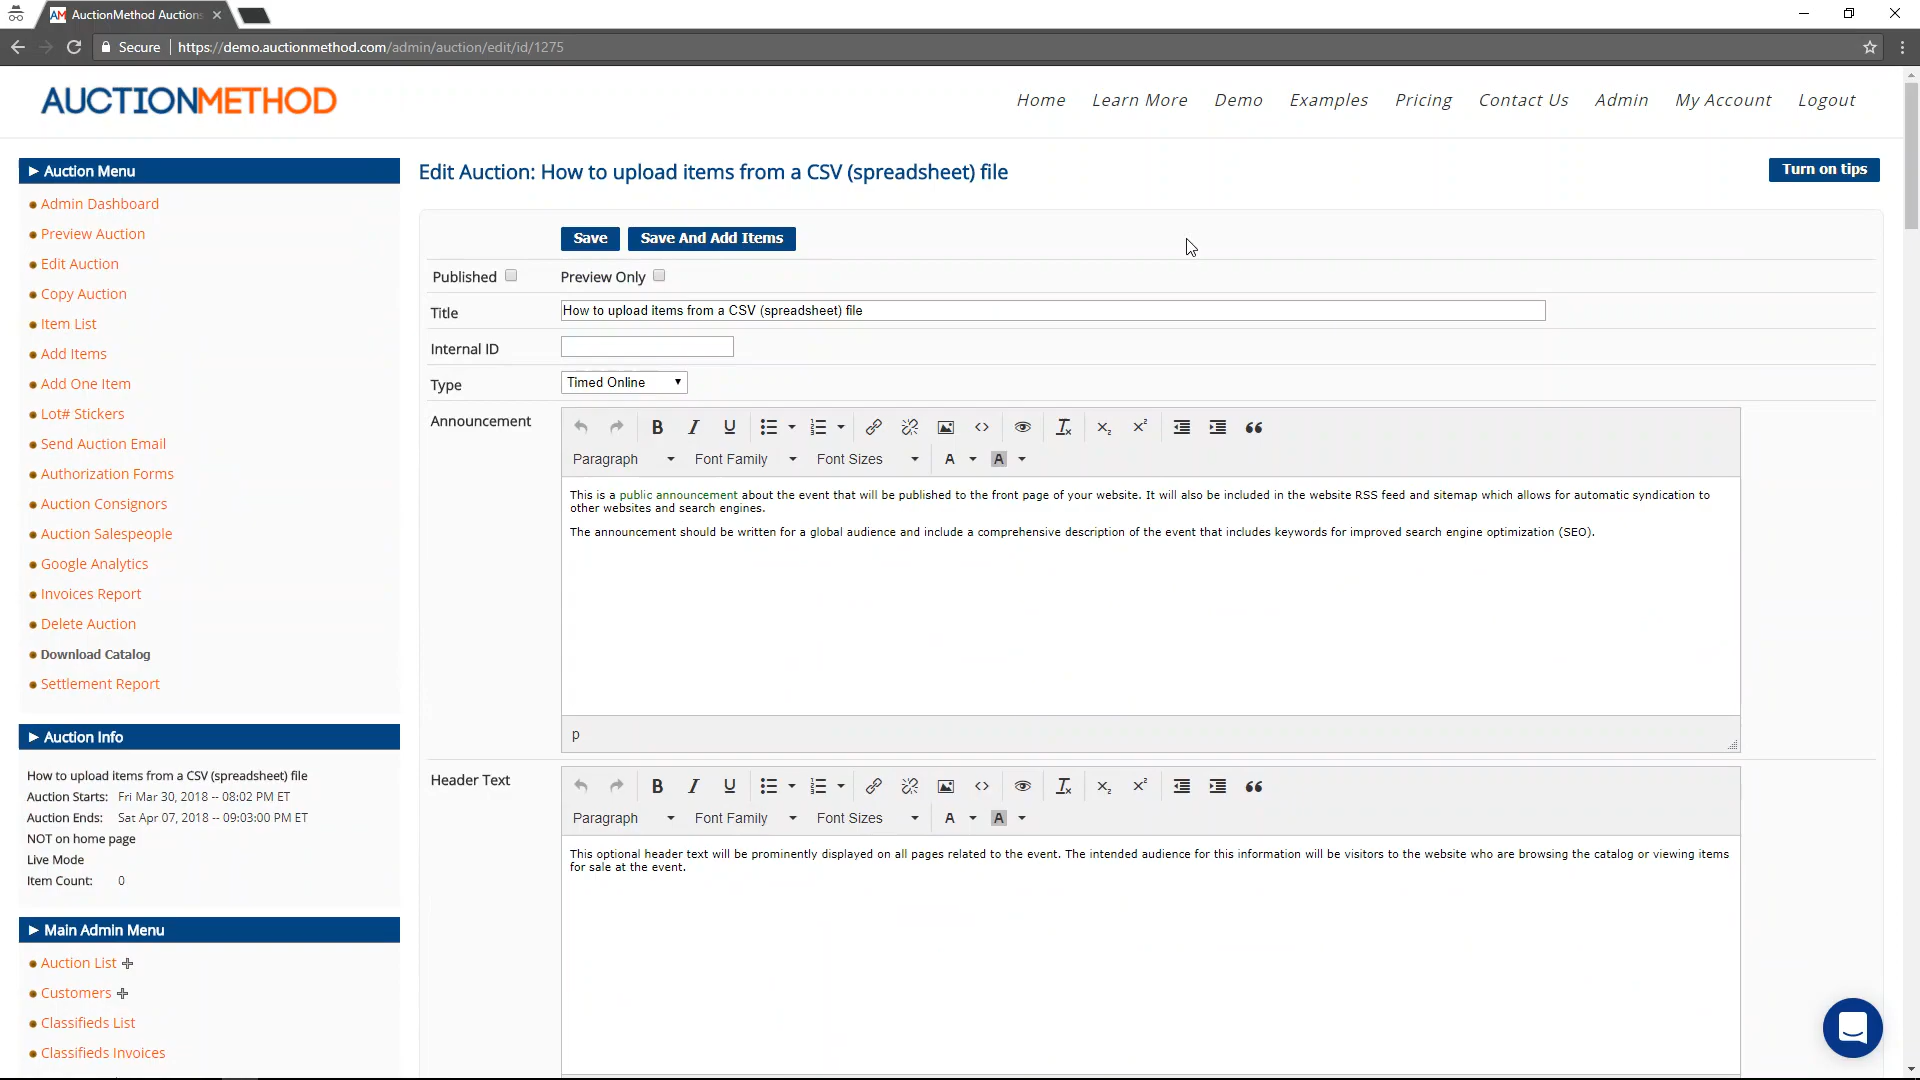 AM AuctionMethod Auctions
Secure https://demo.auctionmethod.com/admin/auction/edit/id/1275
AUCTIONMETHOD
Home Learn More Demo Examples Pricing Contact Us Admin My Account Logout
Auction Menu
Admin Dashboard
Preview Auction
Edit Auction
Copy Auction
Item List
Add Items
Add One Item
Lot# Stickers
Send Auction Email
Authorization Forms
Auction Consignors
Auction Salespeople
Google Analytics
Invoices Report
Delete Auction
Download Catalog
Settlement Report
Auction Info
How to upload items from a CSV (spreadsheet) file
Auction Starts: Fri Mar 30, 2018 -- 08:02 PM ET
Auction Ends: Sat Apr 07, 2018 -- 09:03:00 PM ET
NOT on home page
Live Mode
Item Count: 0
Main Admin Menu
Auction List
Customers
Classifieds List
Classifieds Invoices
Edit Auction: How to upload items from a CSV (spreadsheet) file
Turn on tips
Save Save And Add Items
Published Preview Only
Title How to upload items from a CSV (spreadsheet) file
Internal ID
Type Timed Online
Announcement
B I U
Paragraph Font Family Font Sizes A A
This is a public announcement about the event that will be published to the front page of your website. It will also be included in the website RSS feed and sitemap which allows for automatic syndication to
other websites and search engines.
The announcement should be written for a global audience and include a comprehensive description of the event that includes keywords for improved search engine optimization (SEO).
p
Header Text
B I U
Paragraph Font Family Font Sizes A A
This optional header text will be prominently displayed on all pages related to the event. The intended audience for this information will be visitors to the website who are browsing the catalog or viewing items
for sale at the event.